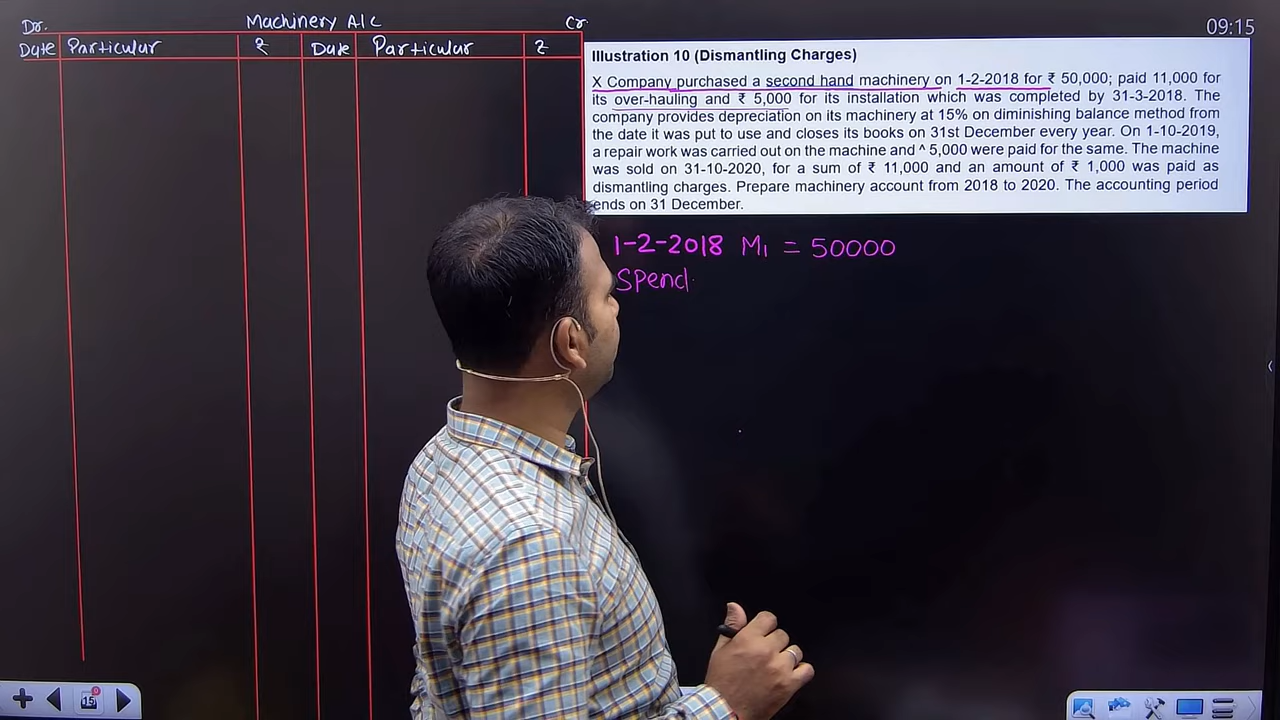 Dr. Machinery A/c Cr.
Date Particular ₹ Date Particular ₹
09:15
Illustration 10 (Dismantling Charges)
X Company purchased a second hand machinery on 1-2-2018 for ₹ 50,000; paid 11,000 for
its over-hauling and ₹ 5,000 for its installation which was completed by 31-3-2018. The
company provides depreciation on its machinery at 15% on diminishing balance method from
the date it was put to use and closes its books on 31st December every year. On 1-10-2019,
a repair work was carried out on the machine and ^ 5,000 were paid for the same. The machine
was sold on 31-10-2020, for a sum of ₹ 11,000 and an amount of ₹ 1,000 was paid as
dismantling charges. Prepare machinery account from 2018 to 2020. The accounting period
ends on 31 December.
1-2-2018 M1 = 50000
Spend
15